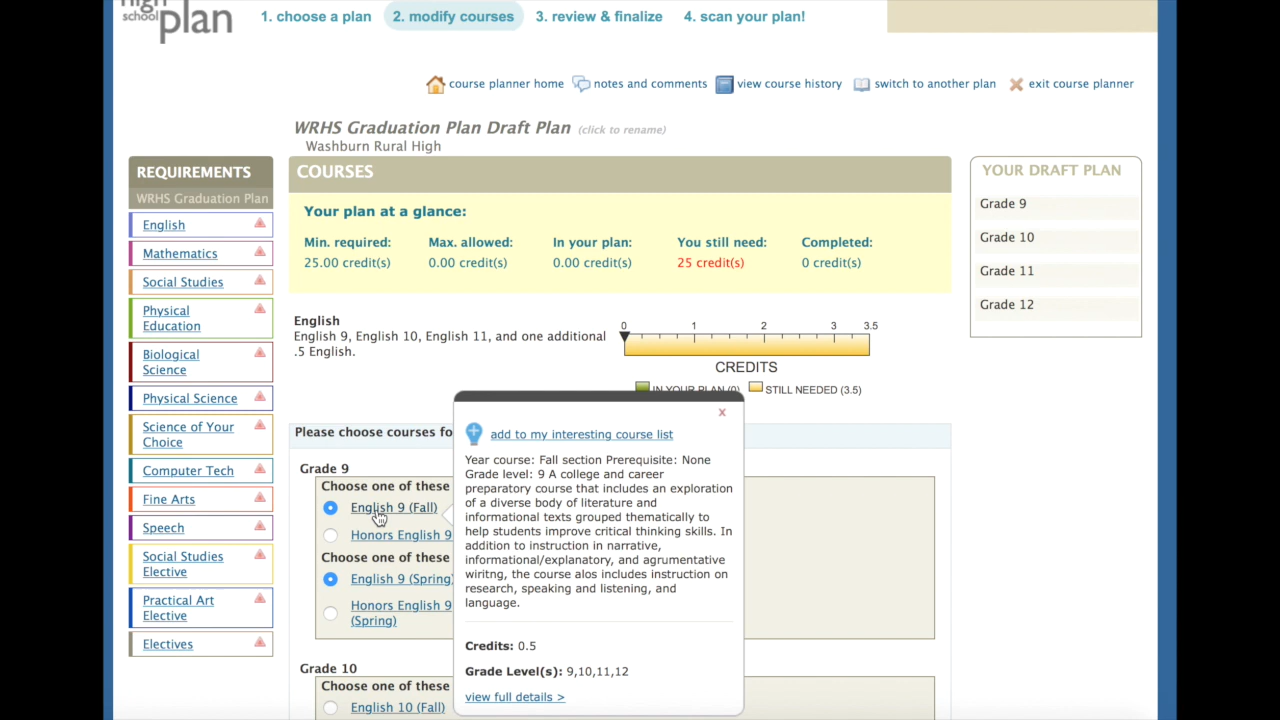 high
school plan
1. choose a plan 2. modify courses 3. review & finalize 4. scan your plan!
course planner home notes and comments view course history switch to another plan exit course planner
WRHS Graduation Plan Draft Plan (click to rename)
Washburn Rural High
REQUIREMENTS
WRHS Graduation Plan
English
Mathematics
Social Studies
Physical
Education
Biological
Science
Physical Science
Science of Your
Choice
Computer Tech
Fine Arts
Speech
Social Studies
Elective
Practical Art
Elective
Electives
COURSES
Your plan at a glance:
Min. required: Max. allowed: In your plan: You still need: Completed:
25.00 credit(s) 0.00 credit(s) 0.00 credit(s) 25 credit(s) 0 credit(s)
English
English 9, English 10, English 11, and one additional
.5 English.
0 1 2 3 3.5
CREDITS
IN YOUR PLAN (0) STILL NEEDED (3.5)
Please choose courses fo
Grade 9
Choose one of these
English 9 (Fall)
Honors English 9
Choose one of these
English 9 (Spring)
Honors English 9
(Spring)
Grade 10
Choose one of these
English 10 (Fall)
x
add to my interesting course list
Year course: Fall section Prerequisite: None
Grade level: 9 A college and career
preparatory course that includes an exploration
of a diverse body of literature and
informational texts grouped thematically to
help students improve critical thinking skills. In
addition to instruction in narrative,
informational/explanatory, and agrumentative
wiritng, the course alos includes instruction on
research, speaking and listening, and
language.
Credits: 0.5
Grade Level(s): 9,10,11,12
view full details >
YOUR DRAFT PLAN
Grade 9
Grade 10
Grade 11
Grade 12